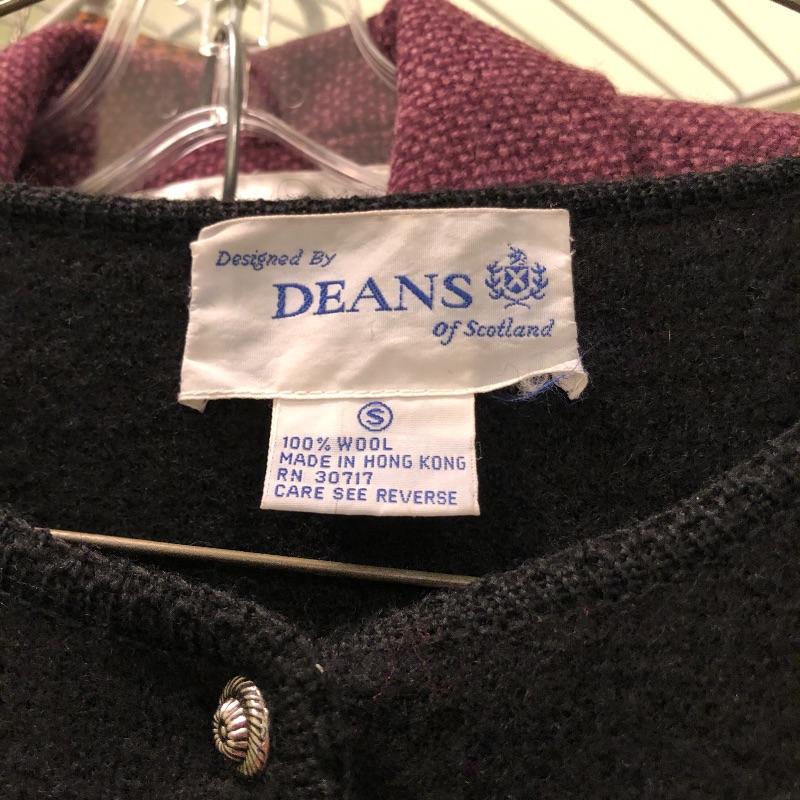 Designed By
DEANS
Of Scotland
S
100% WOOL
MADE IN HONG KONG
RN 30717
CARE SEE REVERSE